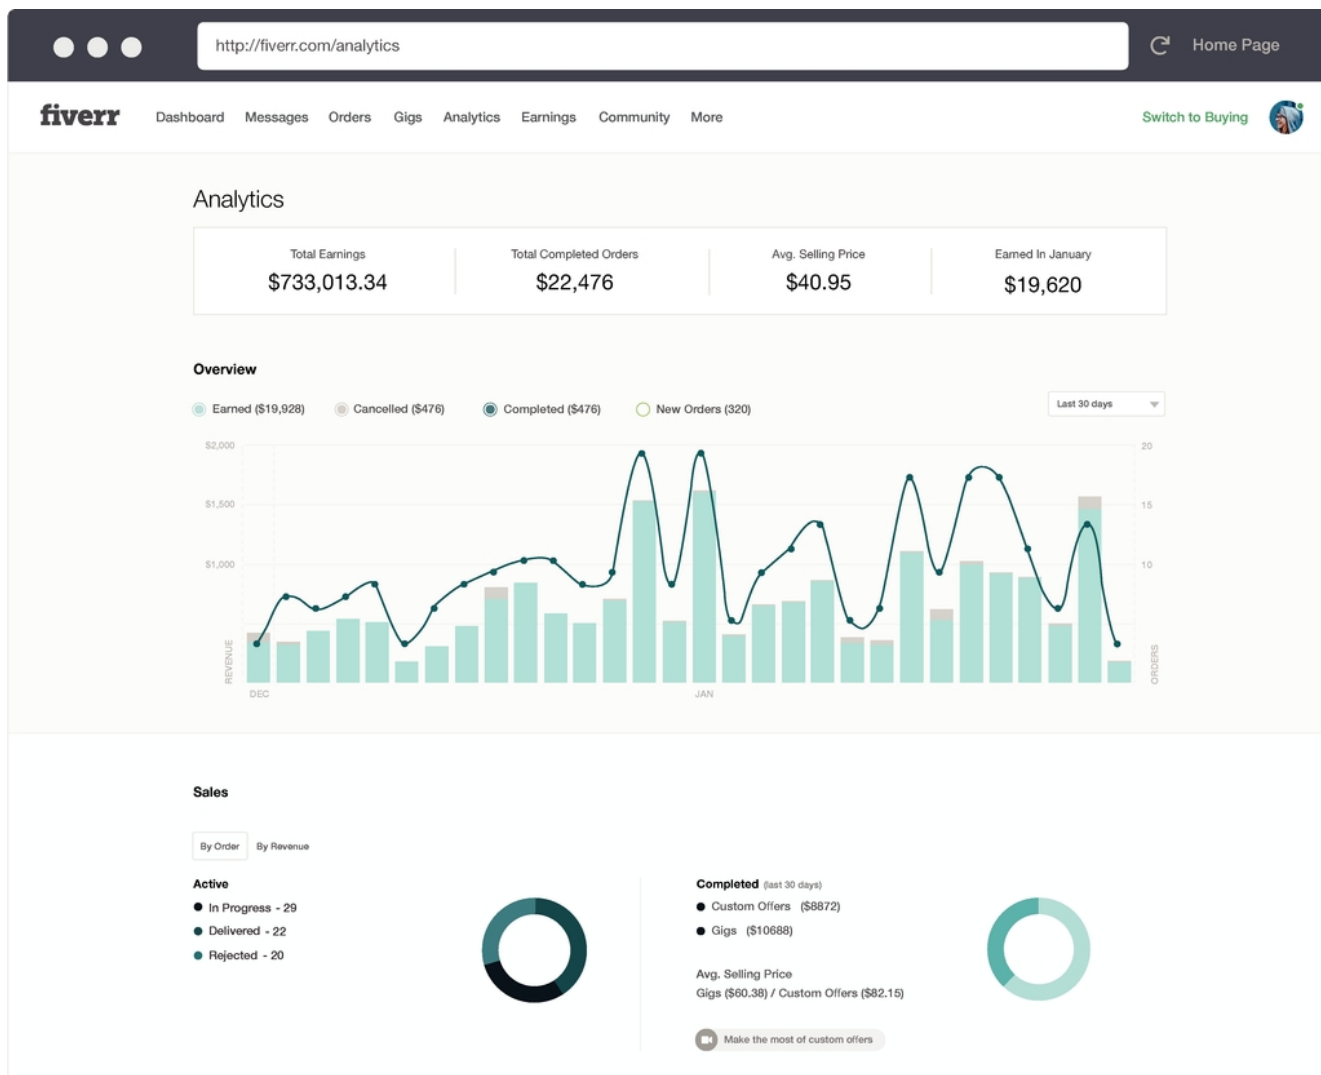 http://fiverr.com/analytics
Home Page
fiverr Dashboard Messages Orders Gigs Analytics Earnings Community More Switch to Buying
Analytics
Total Earnings Total Completed Orders Avg. Selling Price Earned In January
$733,013.34 $22,476 $40.95 $19,620
Overview
Earned ($19,928) Cancelled ($476) Completed ($476) New Orders (320) Last 30 days
$2,000 20
$1,500 15
$1,000 10
REVENUE ORDERS
DEC JAN
Sales
By Order By Revenue
Active
In Progress - 29
Delivered - 22
Rejected - 20
Completed (last 30 days)
Custom Offers ($8872)
Gigs ($10688)
Avg. Selling Price
Gigs ($60.38) / Custom Offers ($82.15)
Make the most of custom offers